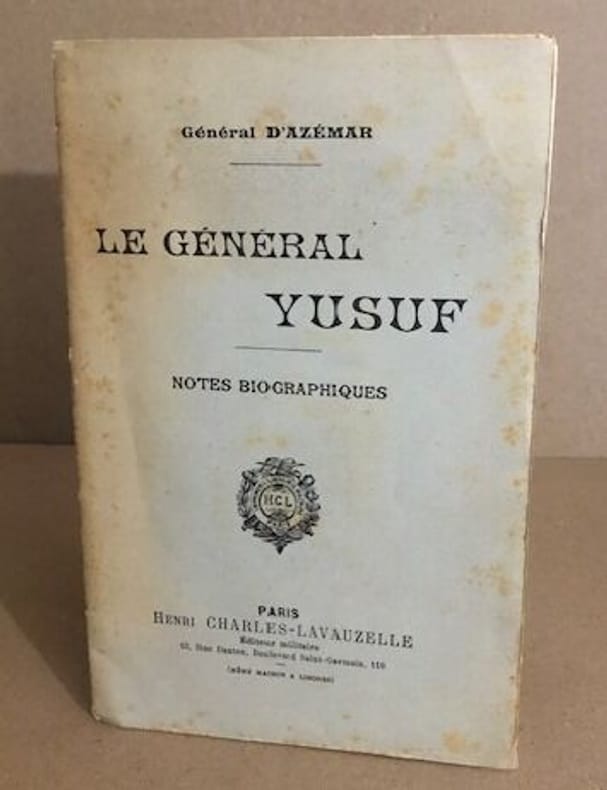 Général D'AZÉMAR
LE GÉNÉRAL
YUSUF
NOTES BIOGRAPHIQUES
HCL
PARIS
HENRI CHARLES-LAVAUZELLE
Éditeur militaire
Rue Danton, Boulevard Saint-Germain, 118
(MÊME MAISON A LIMOGES)